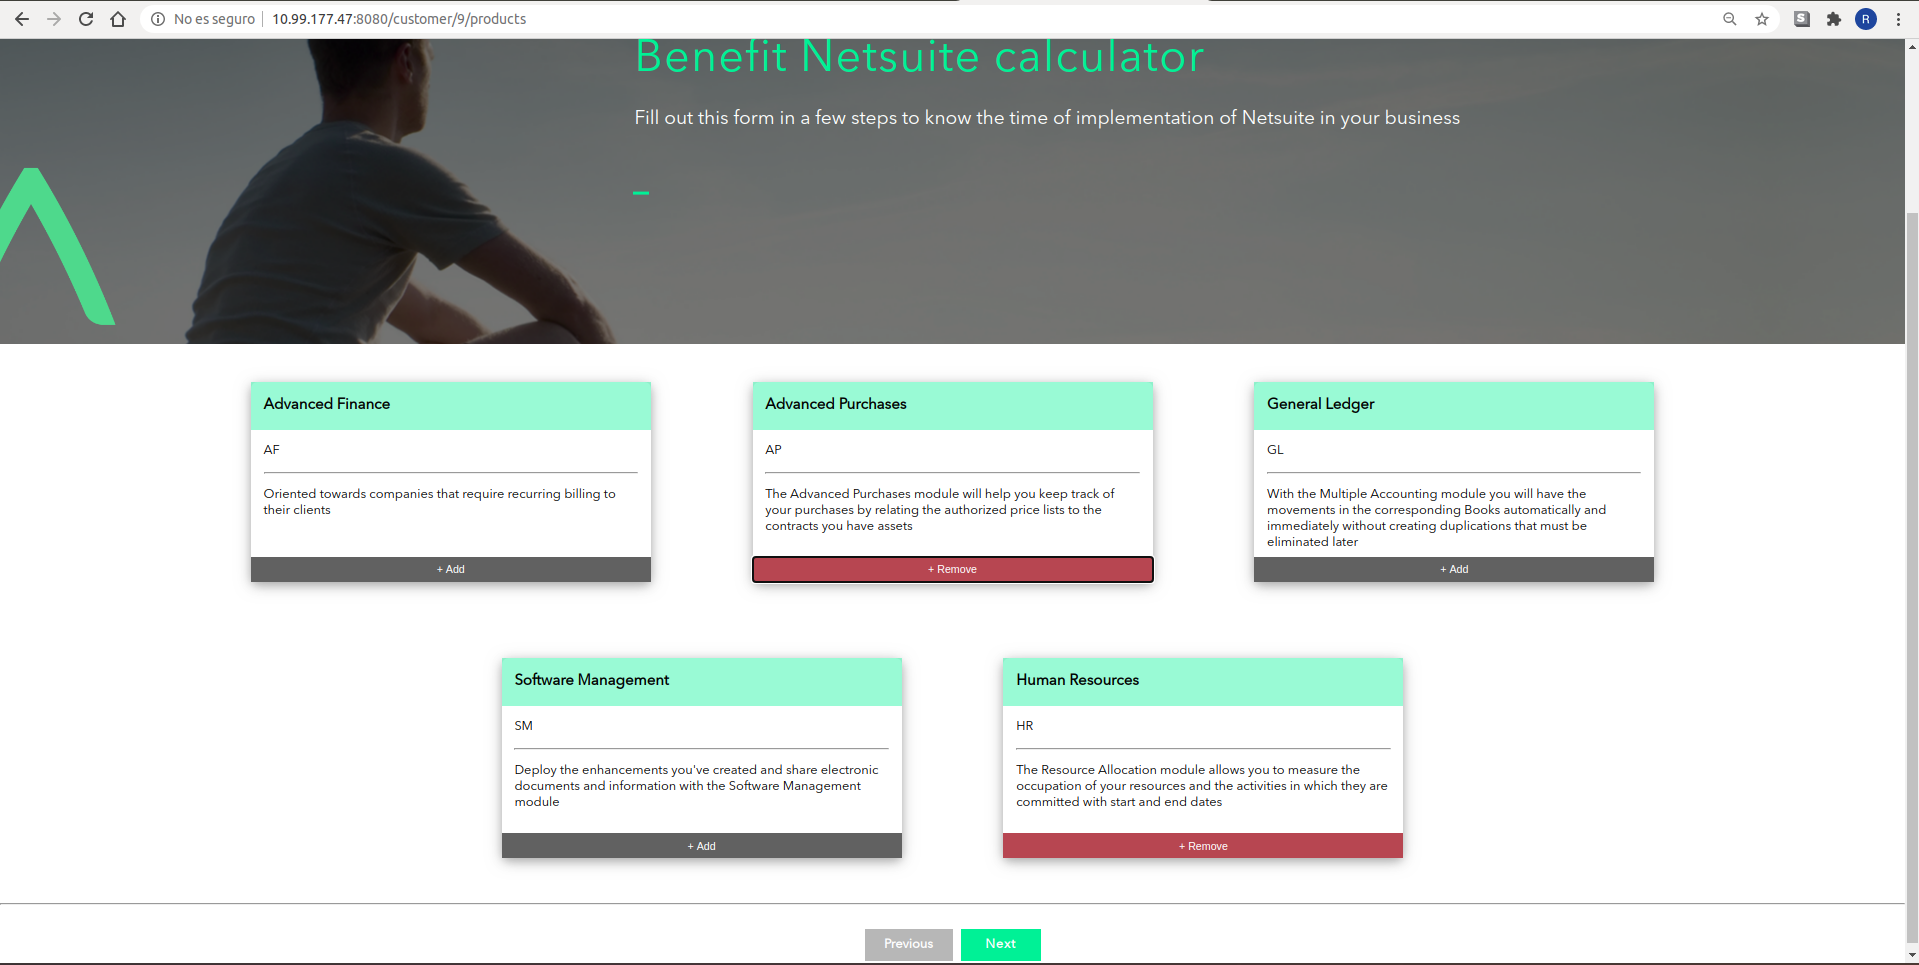 No es seguro
10.99.177.47:8080/customer/9/products
S
R
Benefit Netsuite calculator
Fill out this form in a few steps to know the time of implementation of Netsuite in your business
Advanced Finance
AF
Oriented towards companies that require recurring billing to
their clients
+ Add
Advanced Purchases
AP
The Advanced Purchases module will help you keep track of
your purchases by relating the authorized price lists to the
contracts you have assets
+ Remove
General Ledger
GL
With the Multiple Accounting module you will have the
movements in the corresponding Books automatically and
immediately without creating duplications that must be
eliminated later
+ Add
Software Management
SM
Deploy the enhancements you've created and share electronic
documents and information with the Software Management
module
+ Add
Human Resources
HR
The Resource Allocation module allows you to measure the
occupation of your resources and the activities in which they are
committed with start and end dates
+ Remove
Previous
Next